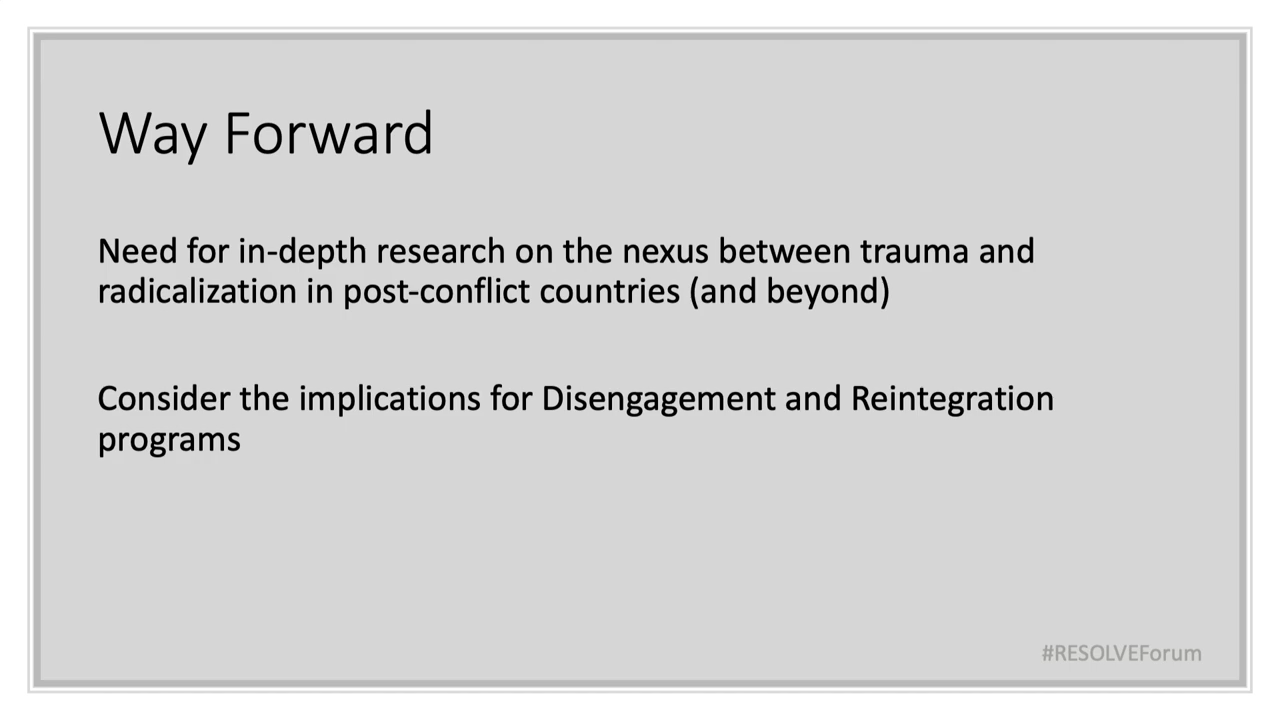 Way Forward
Need for in-depth research on the nexus between trauma and
radicalization in post-conflict countries (and beyond)
Consider the implications for Disengagement and Reintegration
programs
#RESOLVEForum